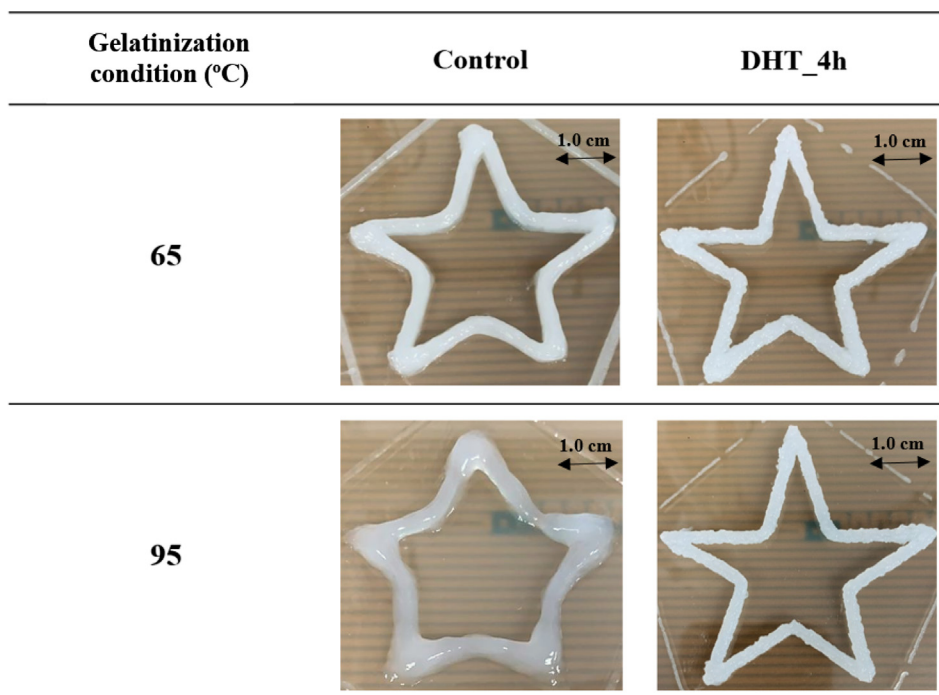 Gelatinization
condition (ºC)
Control
DHT_4h
65
1.0 cm
1.0 cm
95
1.0 cm
1.0 cm